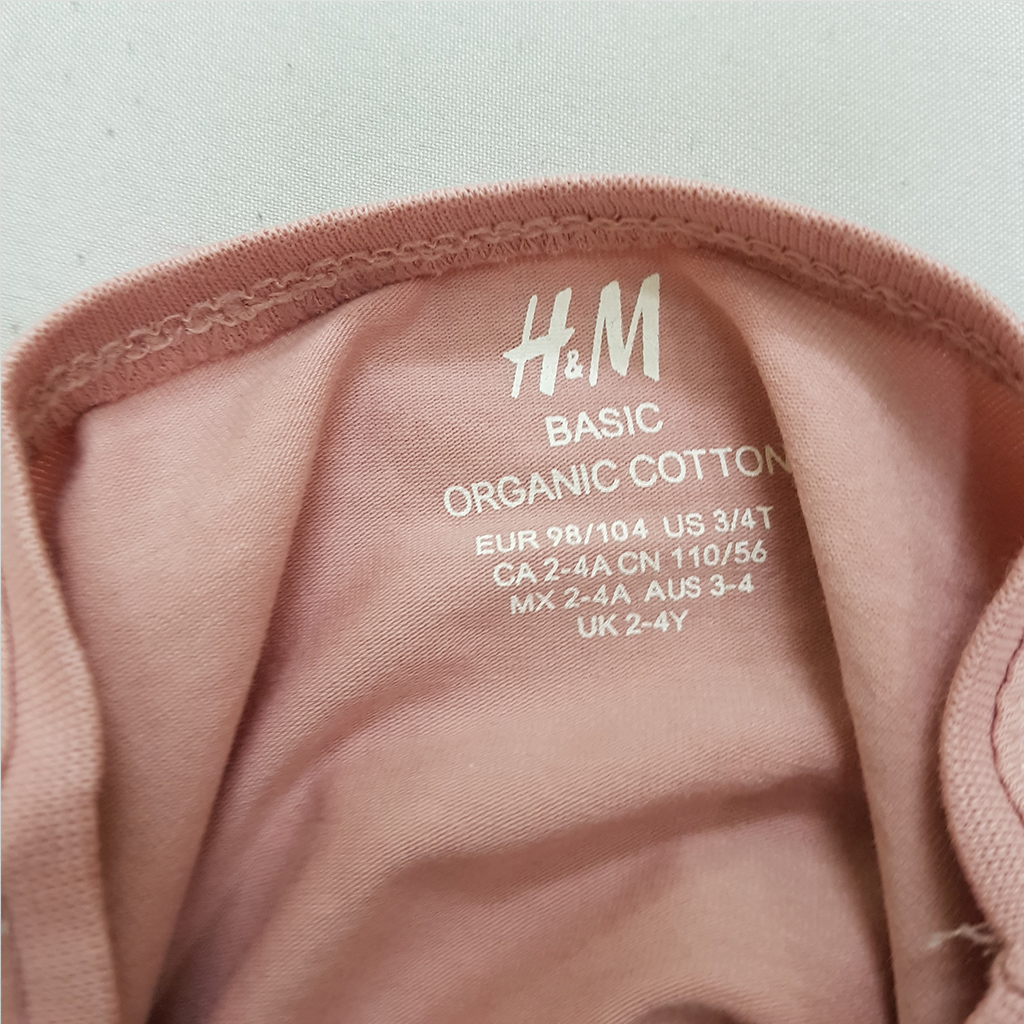 H&M
BASIC
ORGANIC COTTON
EUR 98/104 US 3/4T
CA 2-4A CN 110/56
MX 2-4A AUS 3-4
UK 2-4Y